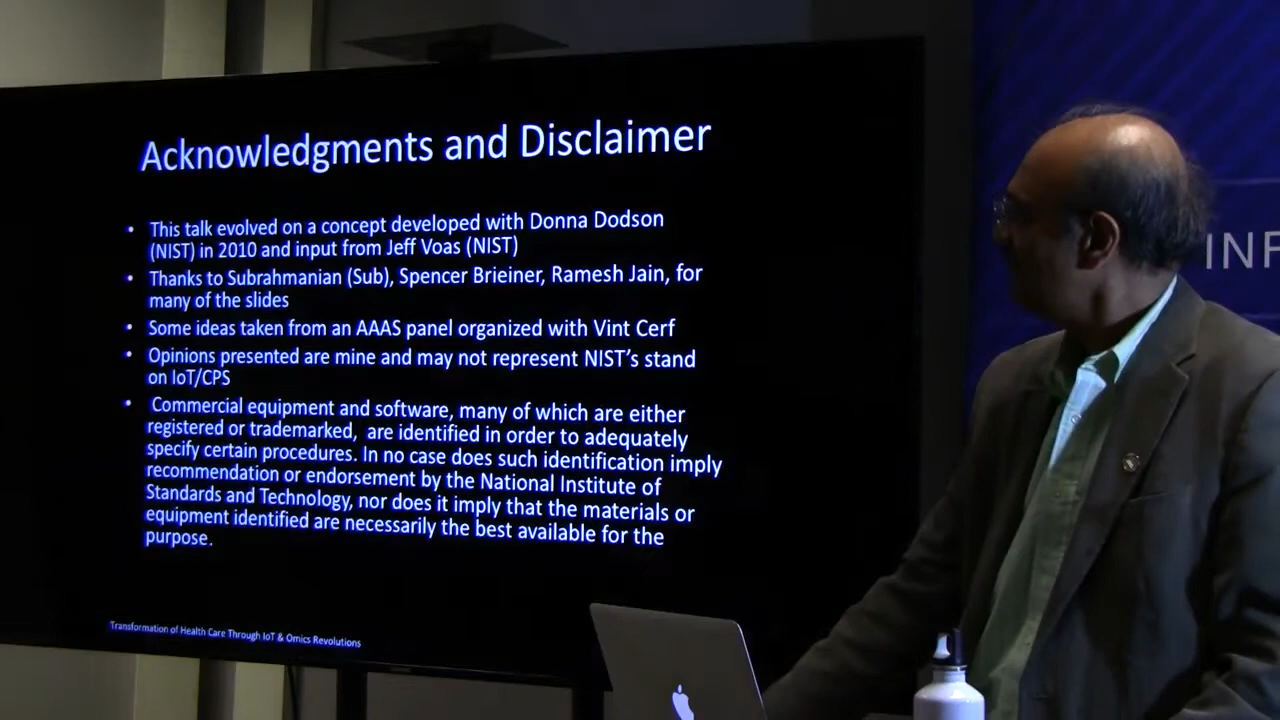 Acknowledgments and Disclaimer
• This talk evolved on a concept developed with Donna Dodson
(NIST) in 2010 and input from Jeff Voas (NIST)
• Thanks to Subrahmanian (Sub), Spencer Brieiner, Ramesh Jain, for
many of the slides
• Some ideas taken from an AAAS panel organized with Vint Cerf
• Opinions presented are mine and may not represent NIST's stand
on IoT/CPS
• Commercial equipment and software, many of which are either
registered or trademarked, are identified in order to adequately
specify certain procedures. In no case does such identification imply
recommendation or endorsement by the National Institute of
Standards and Technology, nor does it imply that the materials or
equipment identified are necessarily the best available for the
purpose.
Transformation of Health Care Through IoT & Omics Revolutions
INF